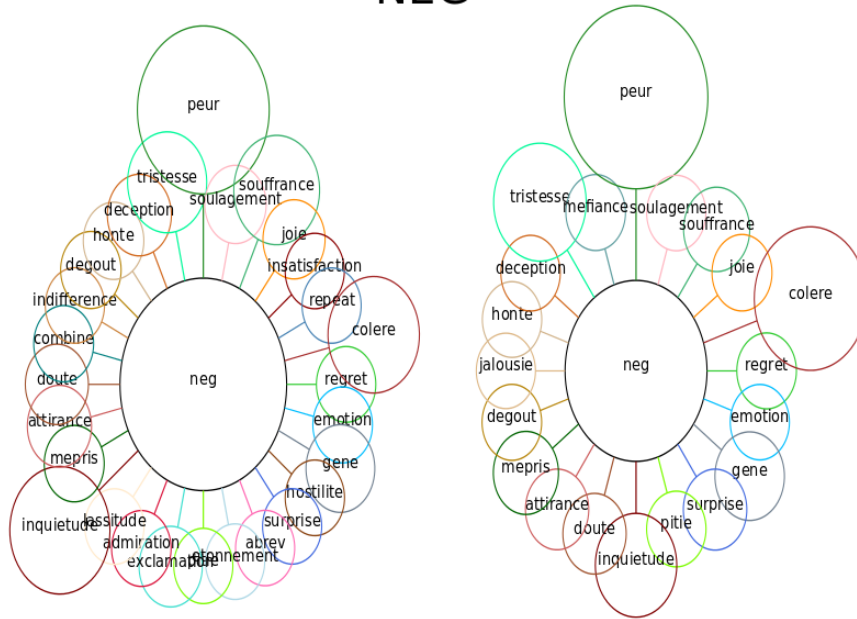 NEG
peur
tristesse
soulagement
souffrance
deception
honte
joie
degout
insatisfaction
indifference
repeat
combine
colere
neg
doute
regret
attirance
emotion
mepris
gene
hostilite
inquietude
lassitude
surprise
admiration
abrev
exclamation
etonnement
peur
tristesse
mefiance
soulagement
souffrance
deception
joie
colere
honte
jalousie
neg
regret
degout
emotion
mepris
gene
attirance
surprise
doute
pitie
inquietude